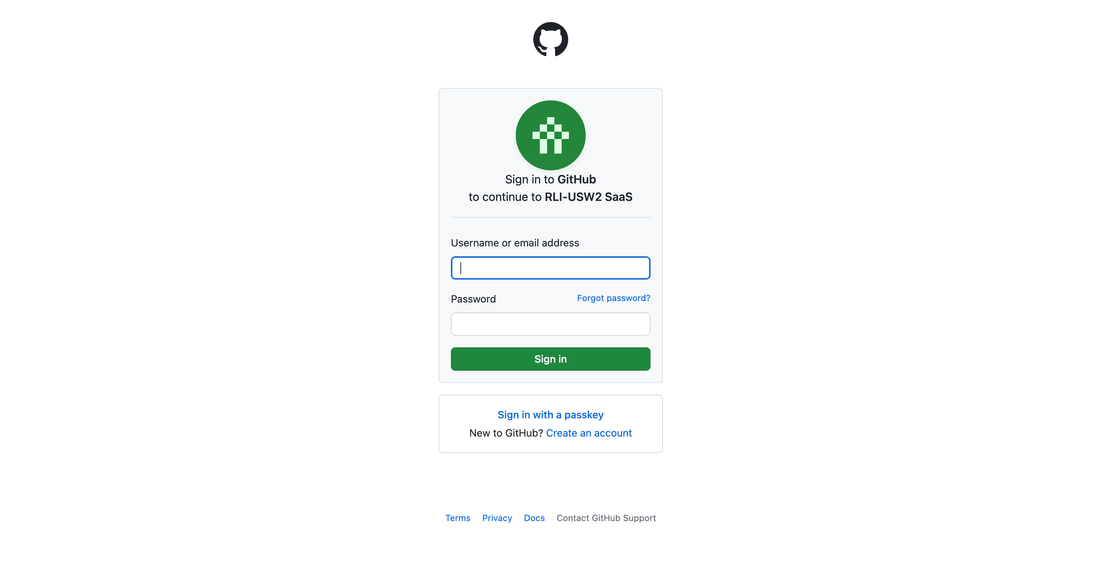 Sign in to GitHub
to continue to RLI-USW2 SaaS
Username or email address
Password
Forgot password?
Sign in
Sign in with a passkey
New to GitHub? Create an account
Terms
Privacy
Docs
Contact GitHub Support